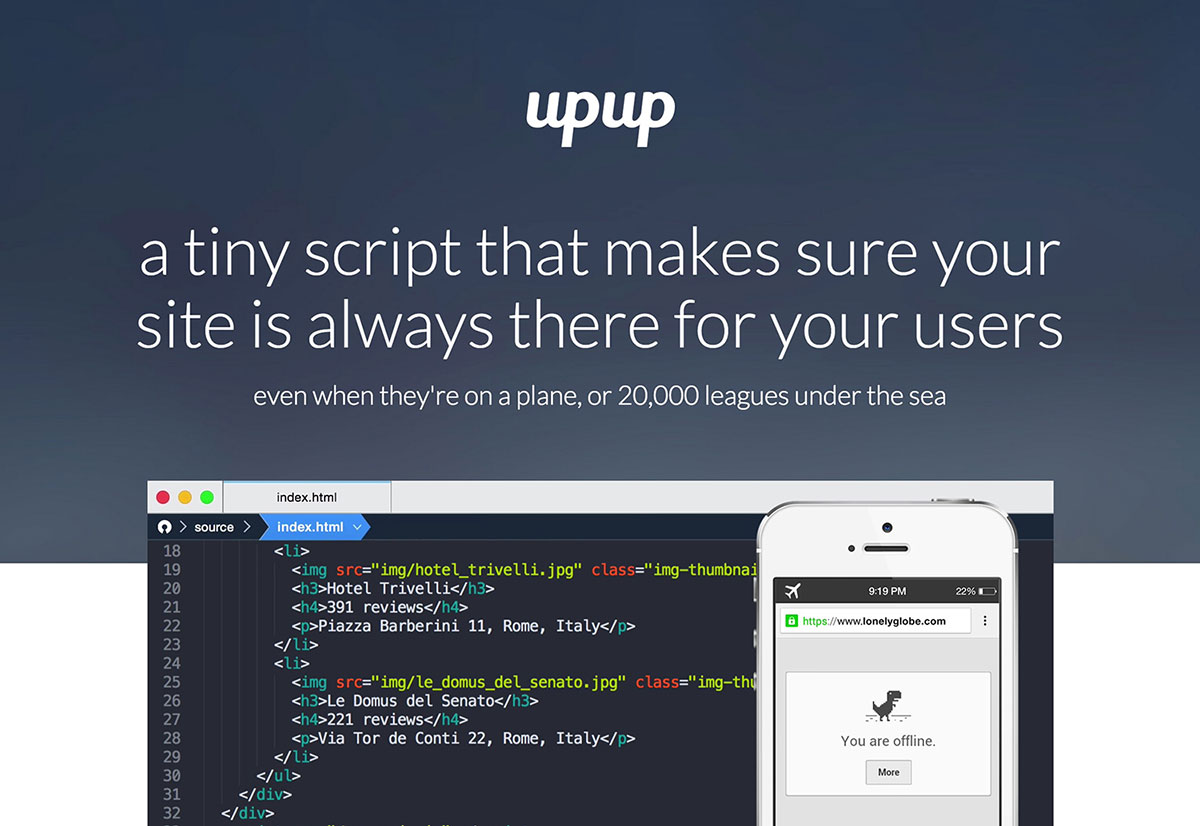 upup
a tiny script that makes sure your
site is always there for your users
even when they're on a plane, or 20,000 leagues under the sea
index.html
source
index.html
18 <li>
19 <img src="img/hotel_trivelli.jpg" class="img-thumbnai
20 <h3>Hotel Trivelli</h3>
21 <h4>391 reviews</h4>
22 <p>Piazza Barberini 11, Rome, Italy</p>
23 </li>
24 <li>
25 <img src="img/le_domus_del_senato.jpg" class="img-thu
26 <h3>Le Domus del Senato</h3>
27 <h4>221 reviews</h4>
28 <p>Via Tor de Conti 22, Rome, Italy</p>
29 </li>
30 </ul>
31 </div>
32 </div>
9:19 PM 22%
https://www.lonelyglobe.com
You are offline.
More